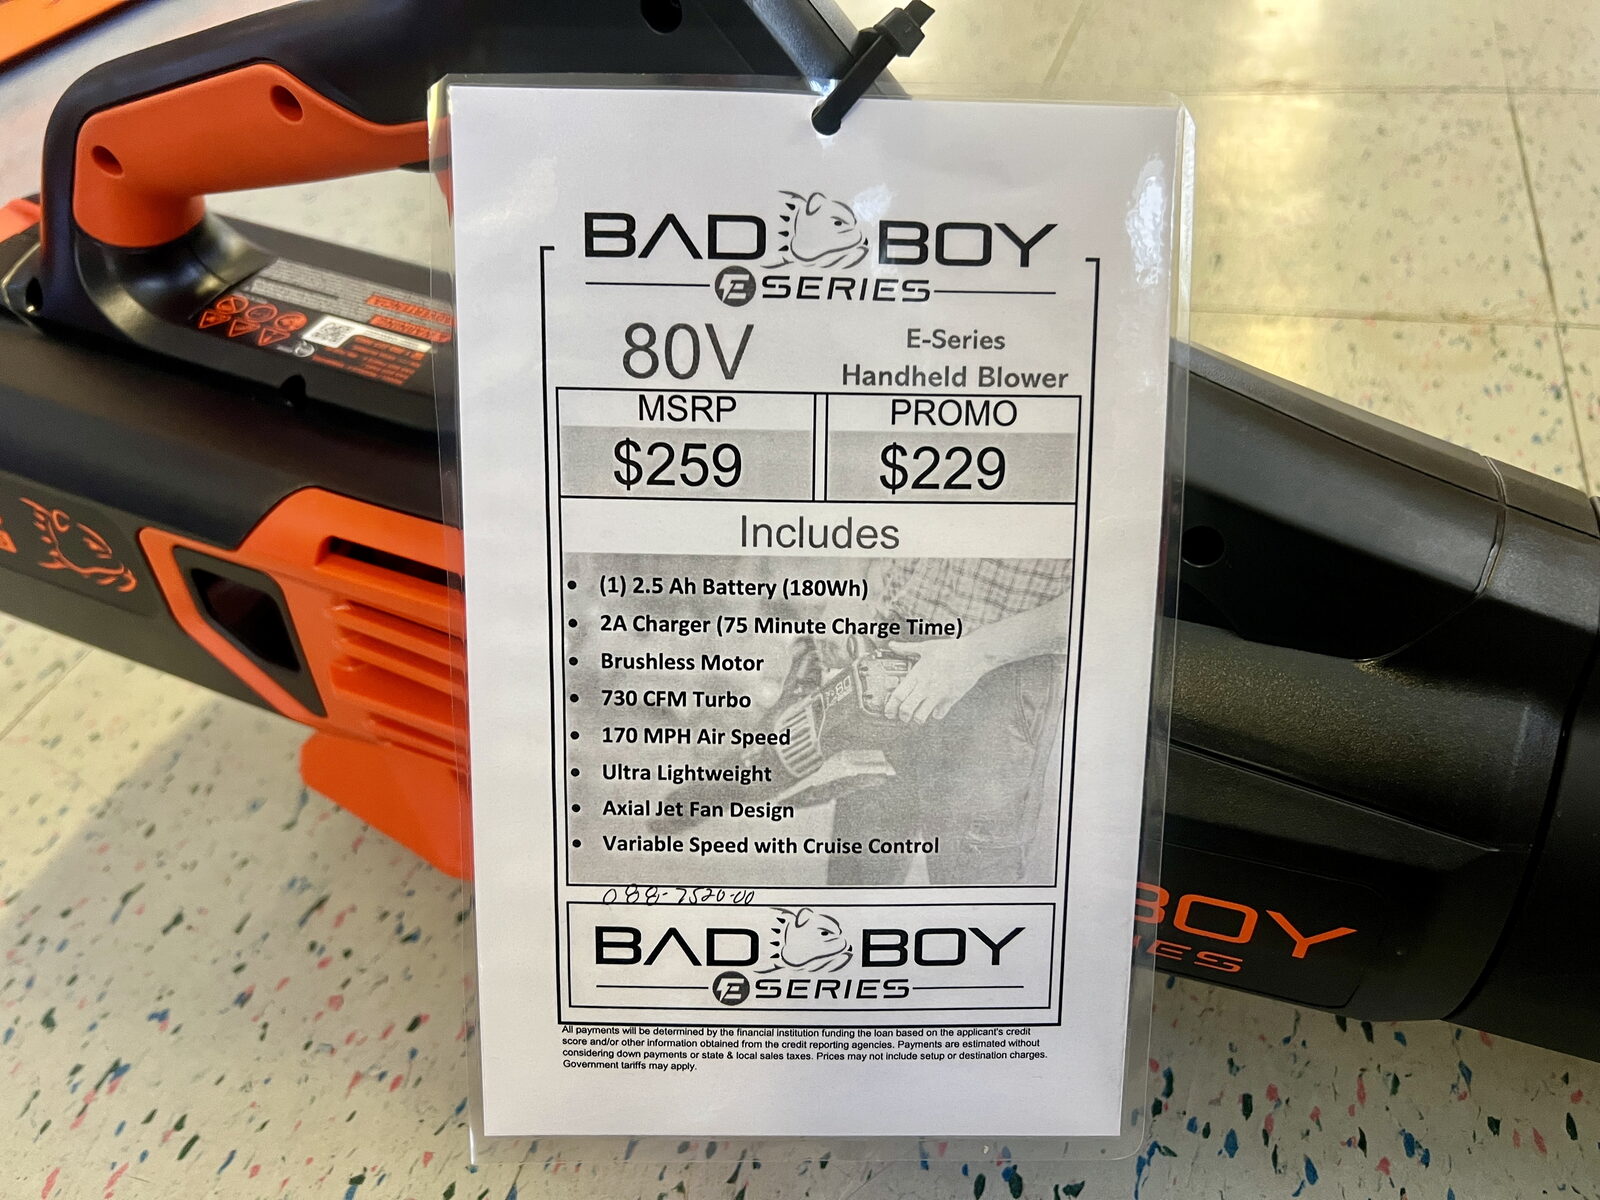 BAD BOY
E SERIES
80V
E-Series
Handheld Blower
MSRP
PROMO
$259
$229
Includes
• (1) 2.5 Ah Battery (180Wh)
• 2A Charger (75 Minute Charge Time)
• Brushless Motor
• 730 CFM Turbo
• 170 MPH Air Speed
• Ultra Lightweight
• Axial Jet Fan Design
• Variable Speed with Cruise Control
088-7520-00
BAD BOY
E SERIES
All payments will be determined by the financial institution funding the loan based on the applicant's credit
score and/or other information obtained from the credit reporting agencies. Payments are estimated without
considering down payments or state & local sales taxes. Prices may not include setup or destination charges.
Government tariffs may apply.
BOY
IES
80